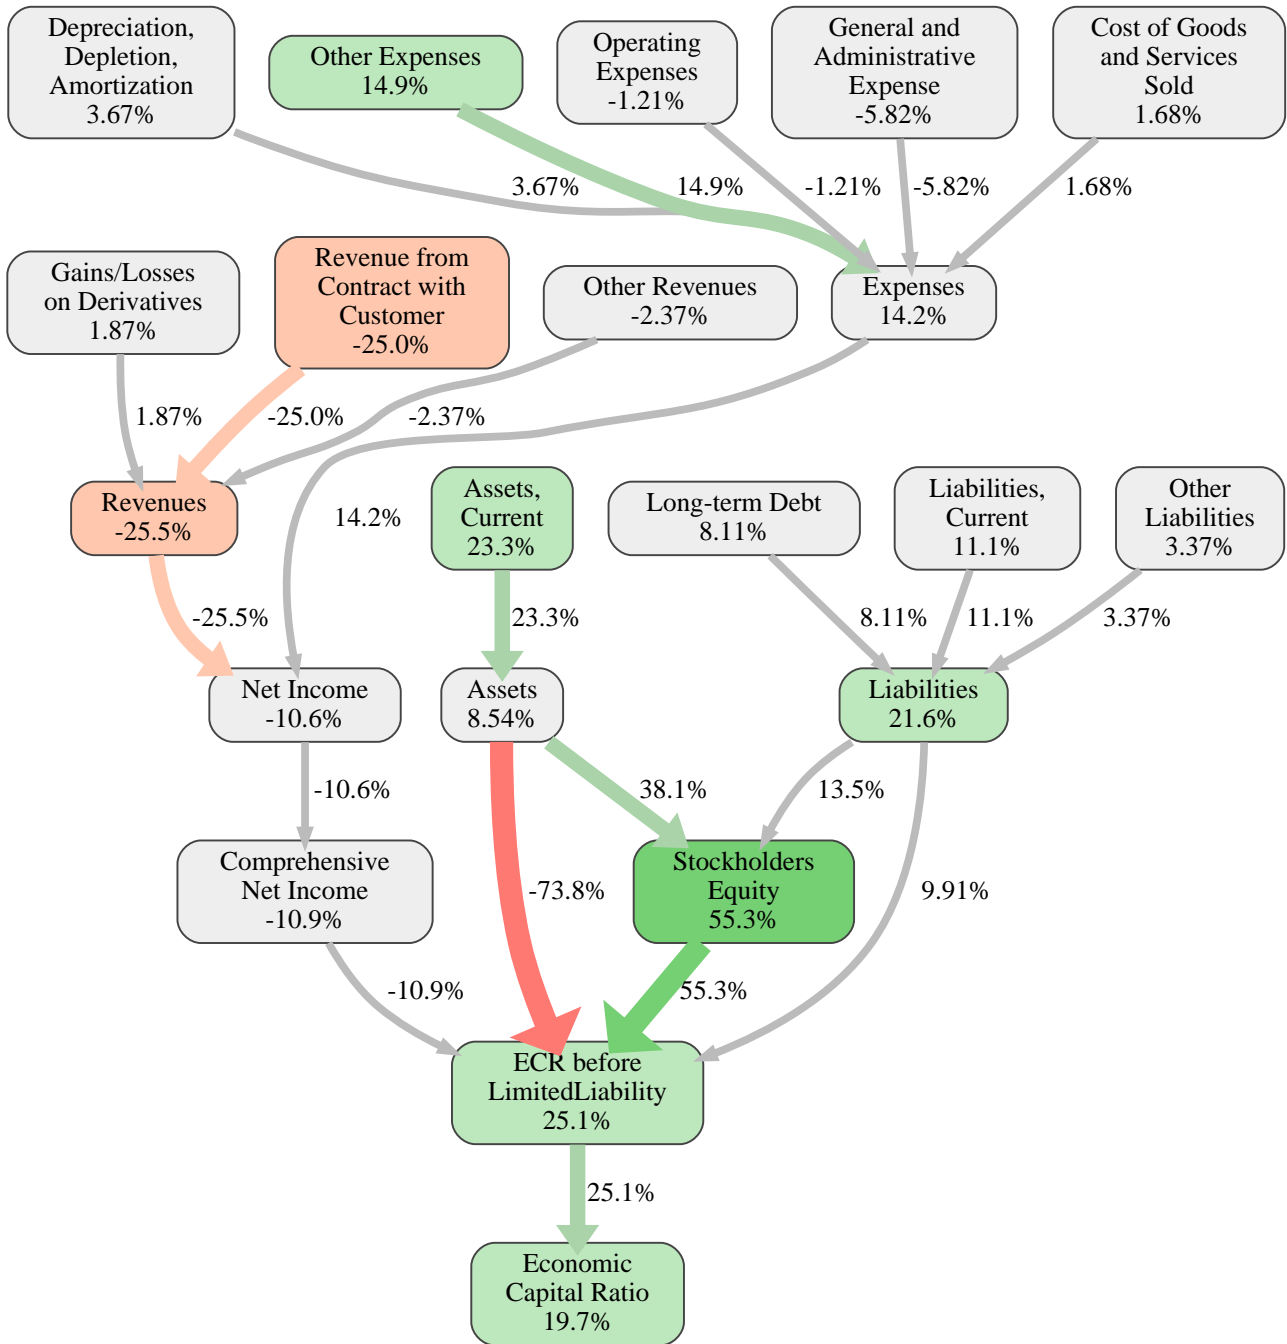 Depreciation,
Depletion,
Amortization
3.67%
Other Expenses
14.9%
Operating
Expenses
-1.21%
General and
Administrative
Expense
-5.82%
Cost of Goods
and Services
Sold
1.68%
3.67%
14.9%
-1.21%
-5.82%
1.68%
Gains/Losses
on Derivatives
1.87%
Revenue from
Contract with
Customer
-25.0%
Other Revenues
-2.37%
Expenses
14.2%
1.87%
-25.0%
-2.37%
Revenues
-25.5%
14.2%
Assets,
Current
23.3%
Long-term Debt
8.11%
Liabilities,
Current
11.1%
Other
Liabilities
3.37%
-25.5%
23.3%
8.11%
11.1%
3.37%
Net Income
-10.6%
Assets
8.54%
Liabilities
21.6%
-10.6%
38.1%
13.5%
Comprehensive
Net Income
-10.9%
-73.8%
Stockholders
Equity
55.3%
9.91%
-10.9%
55.3%
ECR before
LimitedLiability
25.1%
25.1%
Economic
Capital Ratio
19.7%